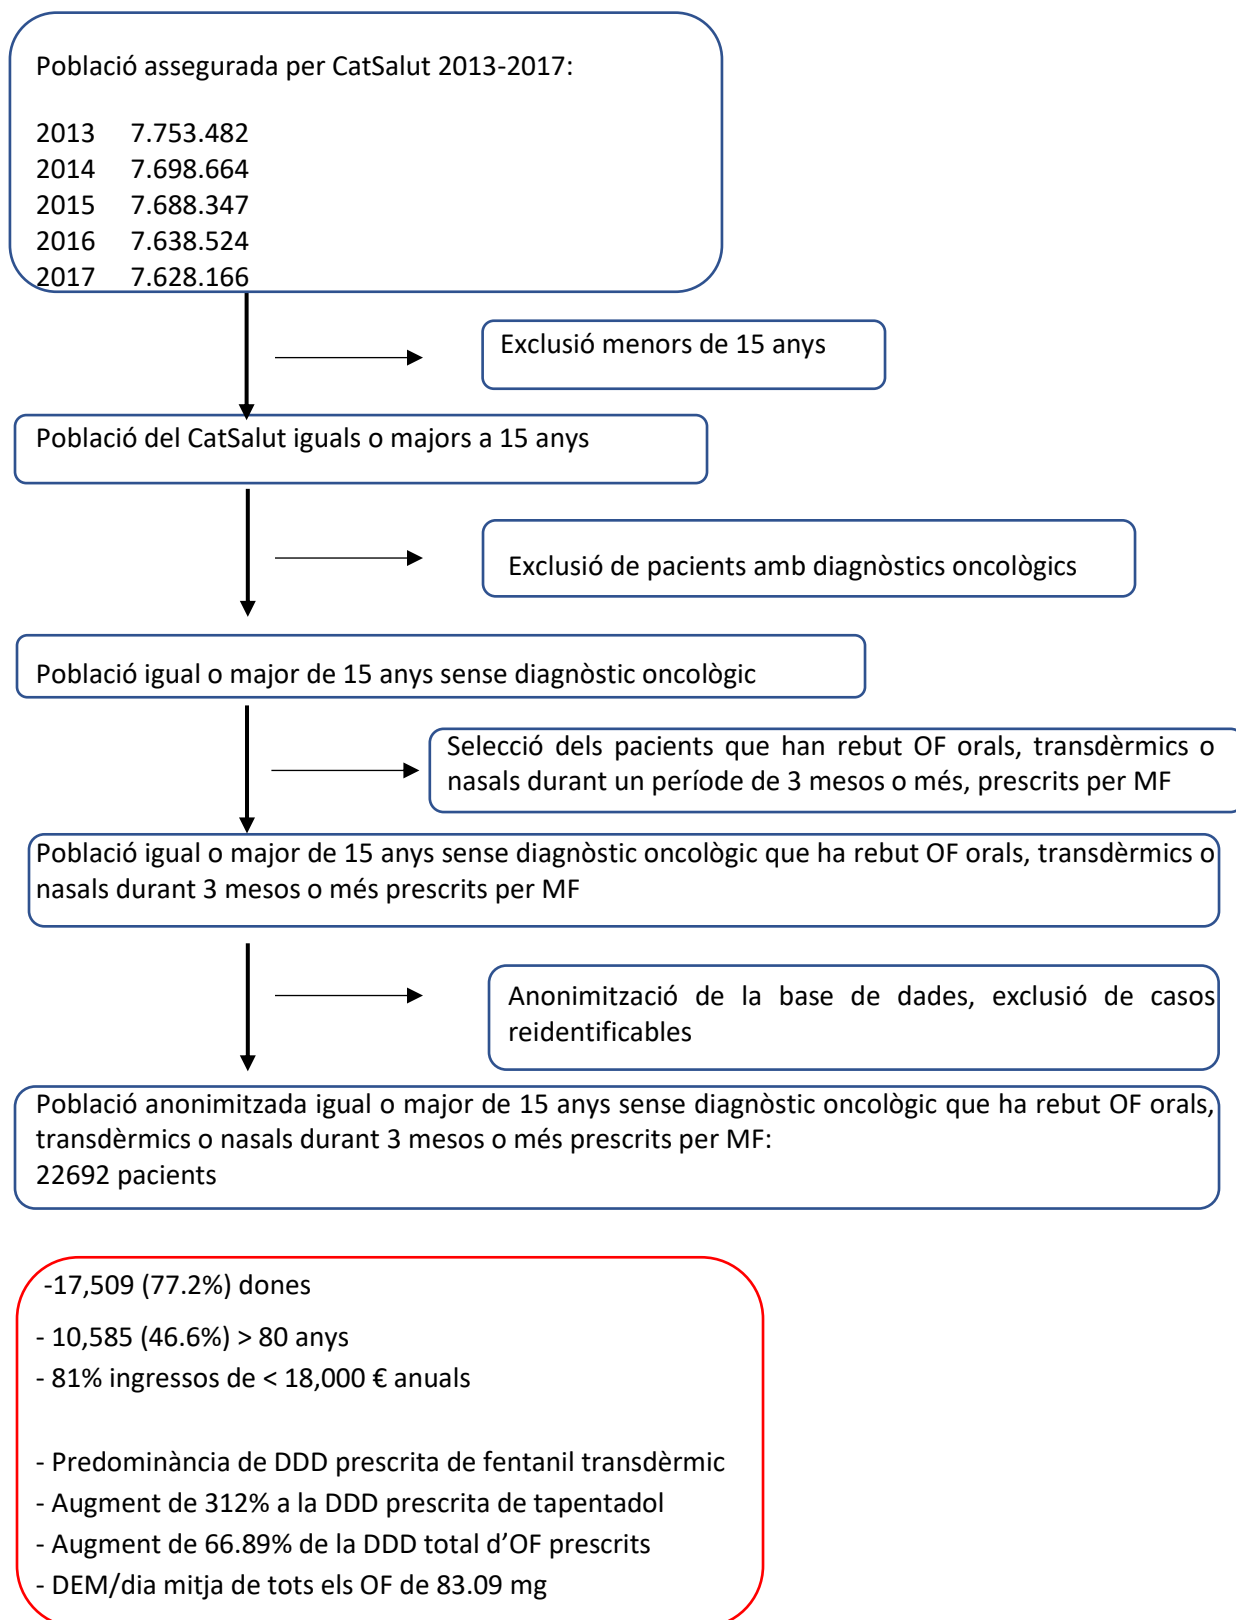 Població assegurada per CatSalut 2013-2017:
2013 7.753.482
2014 7.698.664
2015 7.688.347
2016 7.638.524
2017 7.628.166
Exclusió menors de 15 anys
Població del CatSalut iguals o majors a 15 anys
Exclusió de pacients amb diagnòstics oncològics
Població igual o major de 15 anys sense diagnòstic oncològic
Selecció dels pacients que han rebut OF orals, transdèrmics o
nasals durant un període de 3 mesos o més, prescrits per MF
Població igual o major de 15 anys sense diagnòstic oncològic que ha rebut OF orals, transdèrmics o
nasals durant 3 mesos o més prescrits per MF
Anonimització de la base de dades, exclusió de casos
reidentificables
Població anonimitzada igual o major de 15 anys sense diagnòstic oncològic que ha rebut OF orals,
transdèrmics o nasals durant 3 mesos o més prescrits per MF:
22692 pacients
-17,509 (77.2%) dones
- 10,585 (46.6%) > 80 anys
- 81% ingressos de < 18,000 € anuals
- Predominància de DDD prescrita de fentanil transdèrmic
- Augment de 312% a la DDD prescrita de tapentadol
- Augment de 66.89% de la DDD total d’OF prescrits
- DEM/dia mitja de tots els OF de 83.09 mg